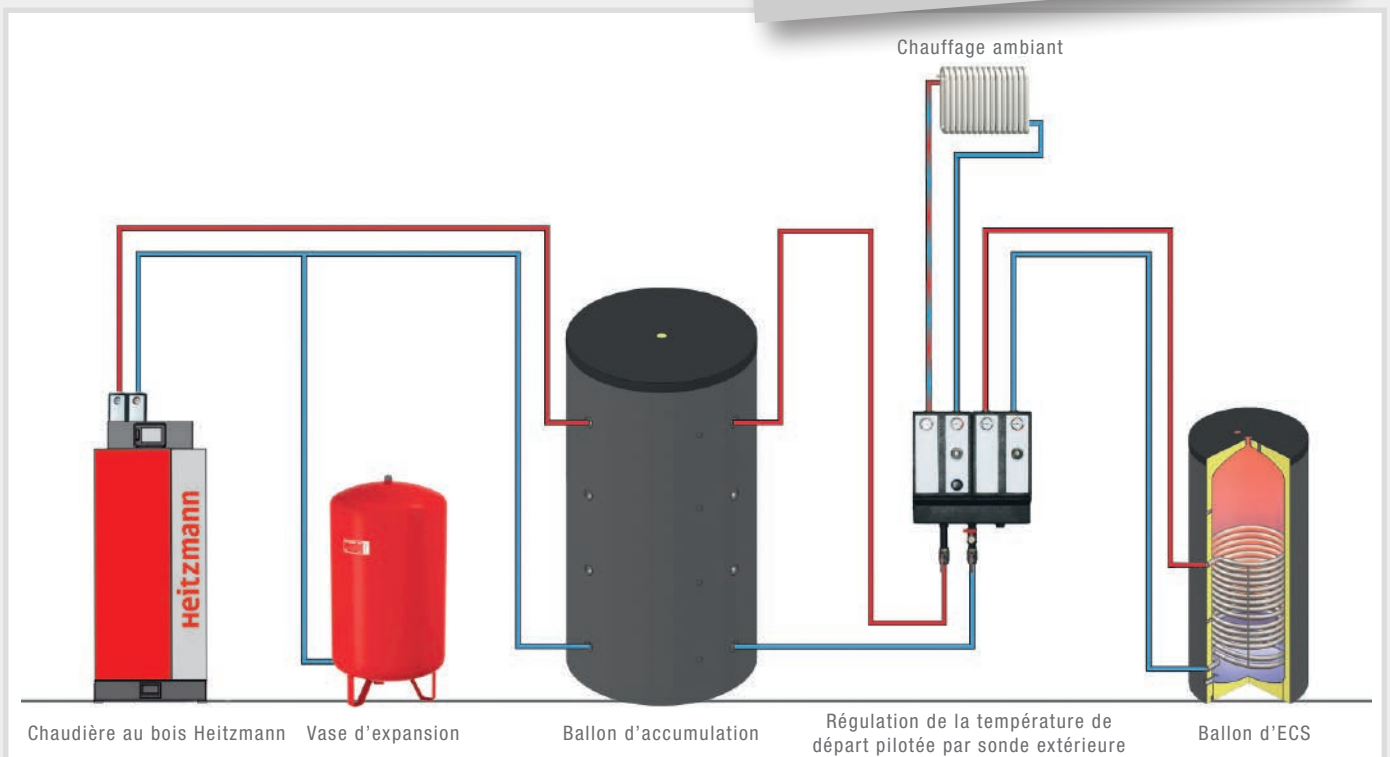 Chauffage ambiant
Heitzmann
Chaudière au bois Heitzmann
Vase d'expansion
Ballon d'accumulation
Régulation de la température de
départ pilotée par sonde extérieure
Ballon d'ECS